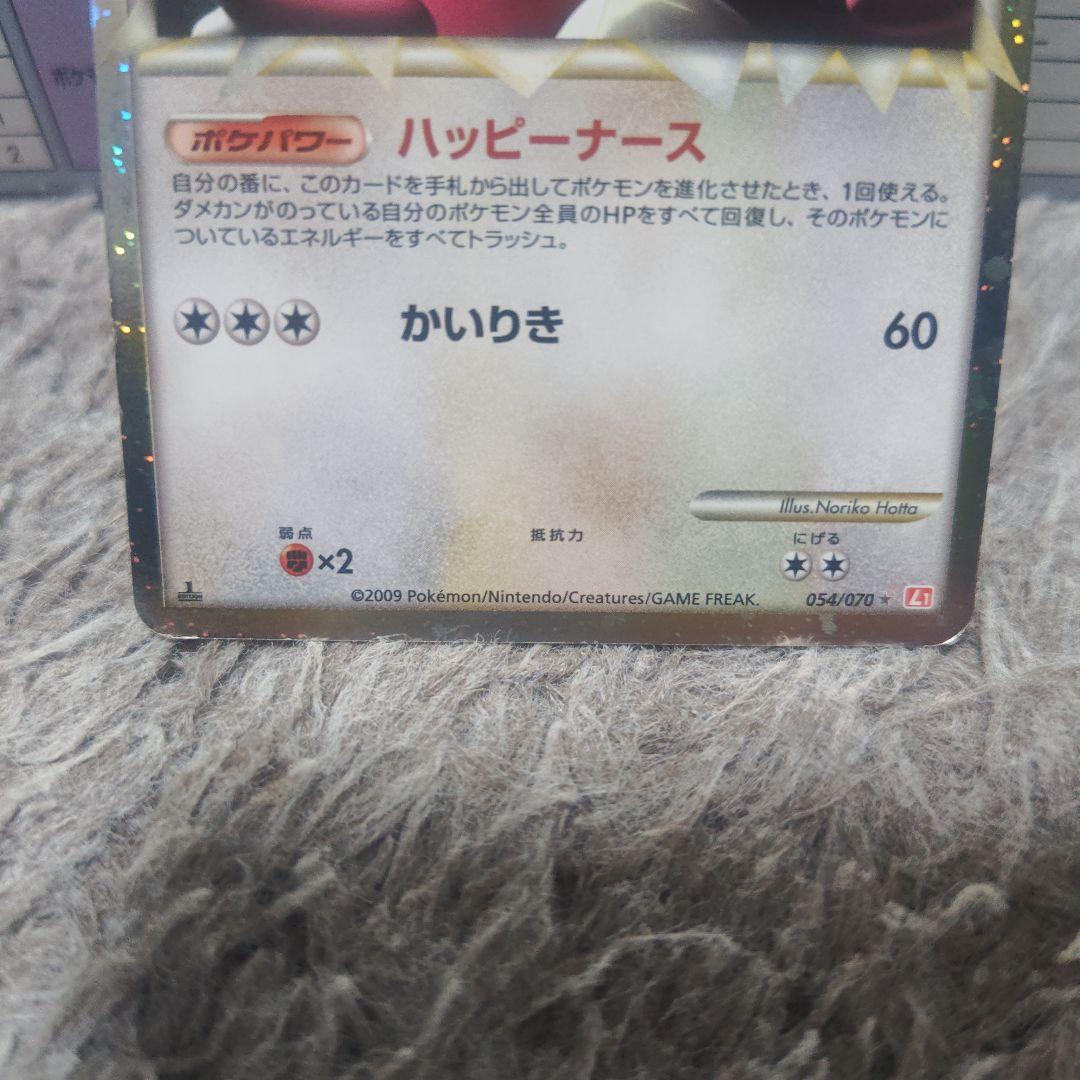 ポケモ
2
ポケパワー ハッピーナース
自分の番に、このカードを手札から出してポケモンを進化させたとき、1回使える。
ダメカンがのっている自分のポケモン全員のHPをすべて回復し、そのポケモンに
ついているエネルギーをすべてトラッシュ。
かいりき 60
Illus.Noriko Hotta
弱点 抵抗力 にげる
×2
1 EDITION ©2009 Pokémon/Nintendo/Creatures/GAME FREAK. 054/070 ★ L1